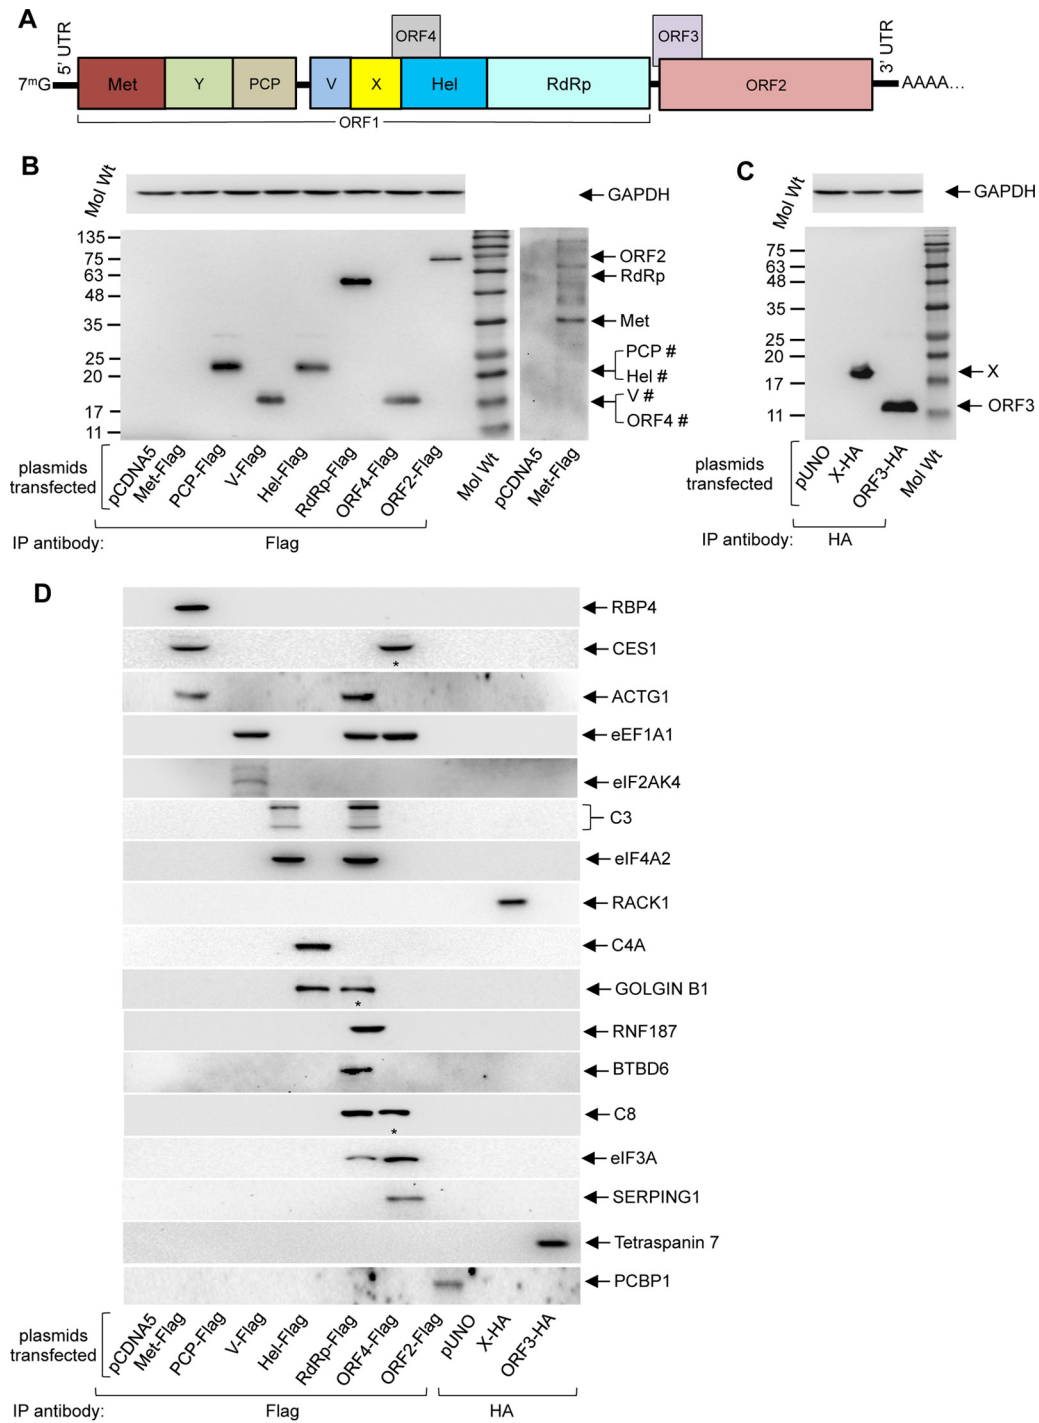 A
5' UTR
7ᵐG
Met
Y
PCP
V
X
ORF4
Hel
RdRp
ORF3
ORF2
3' UTR
AAAA...
ORF1
B
Mol Wt
GAPDH
135
75
63
48
35
25
20
17
11
ORF2
RdRp
Met
PCP #
Hel #
V #
ORF4 #
plasmids
transfected
pCDNA5
Met-Flag
PCP-Flag
V-Flag
Hel-Flag
RdRp-Flag
ORF4-Flag
ORF2-Flag
Mol Wt
pCDNA5
Met-Flag
IP antibody:
Flag
C
Mol Wt
GAPDH
75
63
48
35
25
20
17
11
X
ORF3
plasmids
transfected
pUNO
X-HA
ORF3-HA
Mol Wt
IP antibody:
HA
D
RBP4
CES1
*
ACTG1
eEF1A1
eIF2AK4
C3
eIF4A2
RACK1
C4A
GOLGIN B1
*
RNF187
BTBD6
C8
*
eIF3A
SERPING1
Tetraspanin 7
PCBP1
plasmids
transfected
pCDNA5
Met-Flag
PCP-Flag
V-Flag
Hel-Flag
RdRp-Flag
ORF4-Flag
ORF2-Flag
pUNO
X-HA
ORF3-HA
IP antibody:
Flag
HA